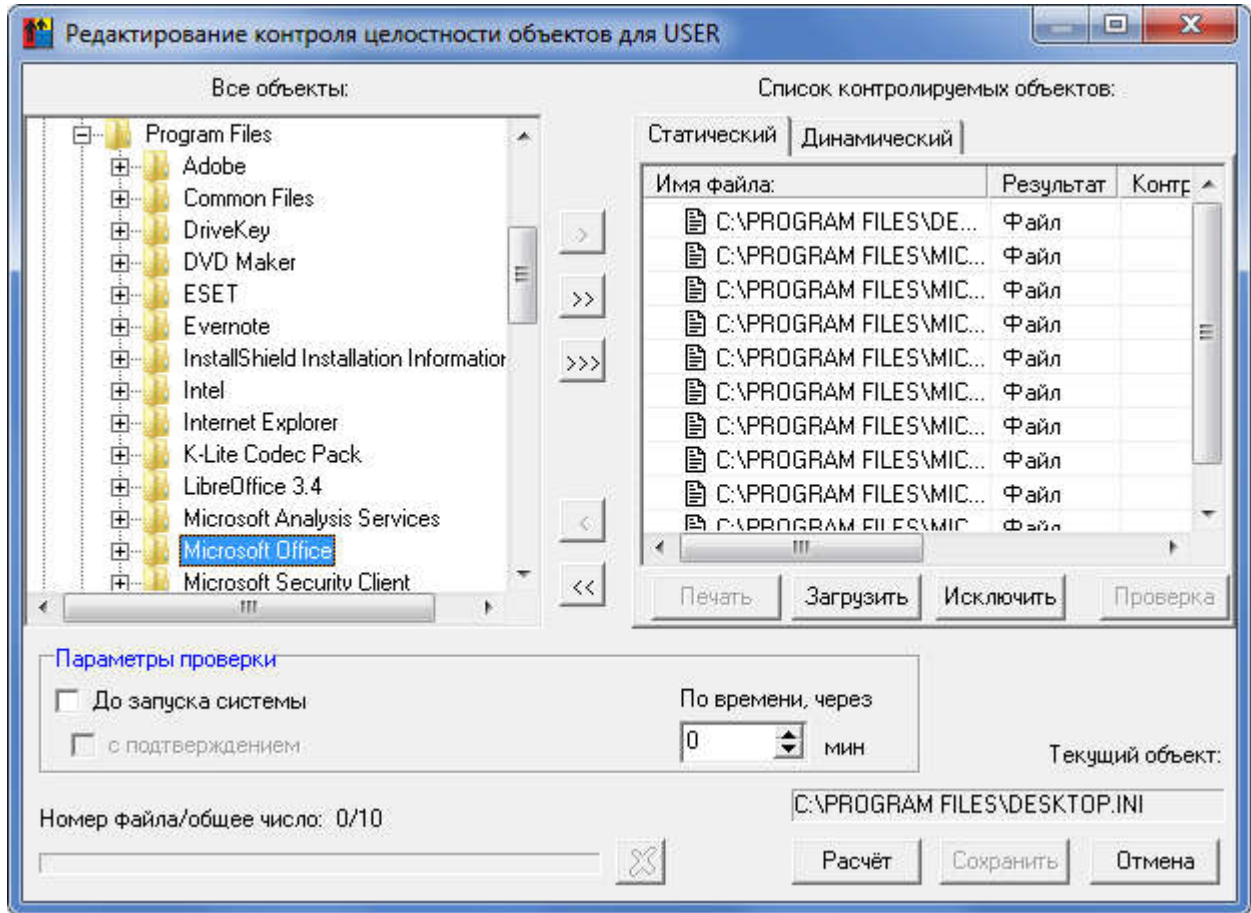 Редактирование контроля целостности объектов для USER
Все объекты:
Program Files
Adobe
Common Files
DriveKey
DVD Maker
ESET
Evernote
InstallShield Installation Information
Intel
Internet Explorer
K-Lite Codec Pack
LibreOffice 3.4
Microsoft Analysis Services
Microsoft Office
Microsoft Security Client
>
>>
>>>
<
<<
Список контролируемых объектов:
Статический Динамический
Имя файла: Результат Контр
C:\PROGRAM FILES\DE... Файл
C:\PROGRAM FILES\MIC... Файл
C:\PROGRAM FILES\MIC... Файл
C:\PROGRAM FILES\MIC... Файл
C:\PROGRAM FILES\MIC... Файл
C:\PROGRAM FILES\MIC... Файл
C:\PROGRAM FILES\MIC... Файл
C:\PROGRAM FILES\MIC... Файл
C:\PROGRAM FILES\MIC... Файл
C:\PROGRAM FILES\MIC... Файл
Печать Загрузить Исключить Проверка
Параметры проверки
До запуска системы
с подтверждением
По времени, через
0 мин
Текущий объект:
C:\PROGRAM FILES\DESKTOP.INI
Номер файла/общее число: 0/10
Расчёт Сохранить Отмена